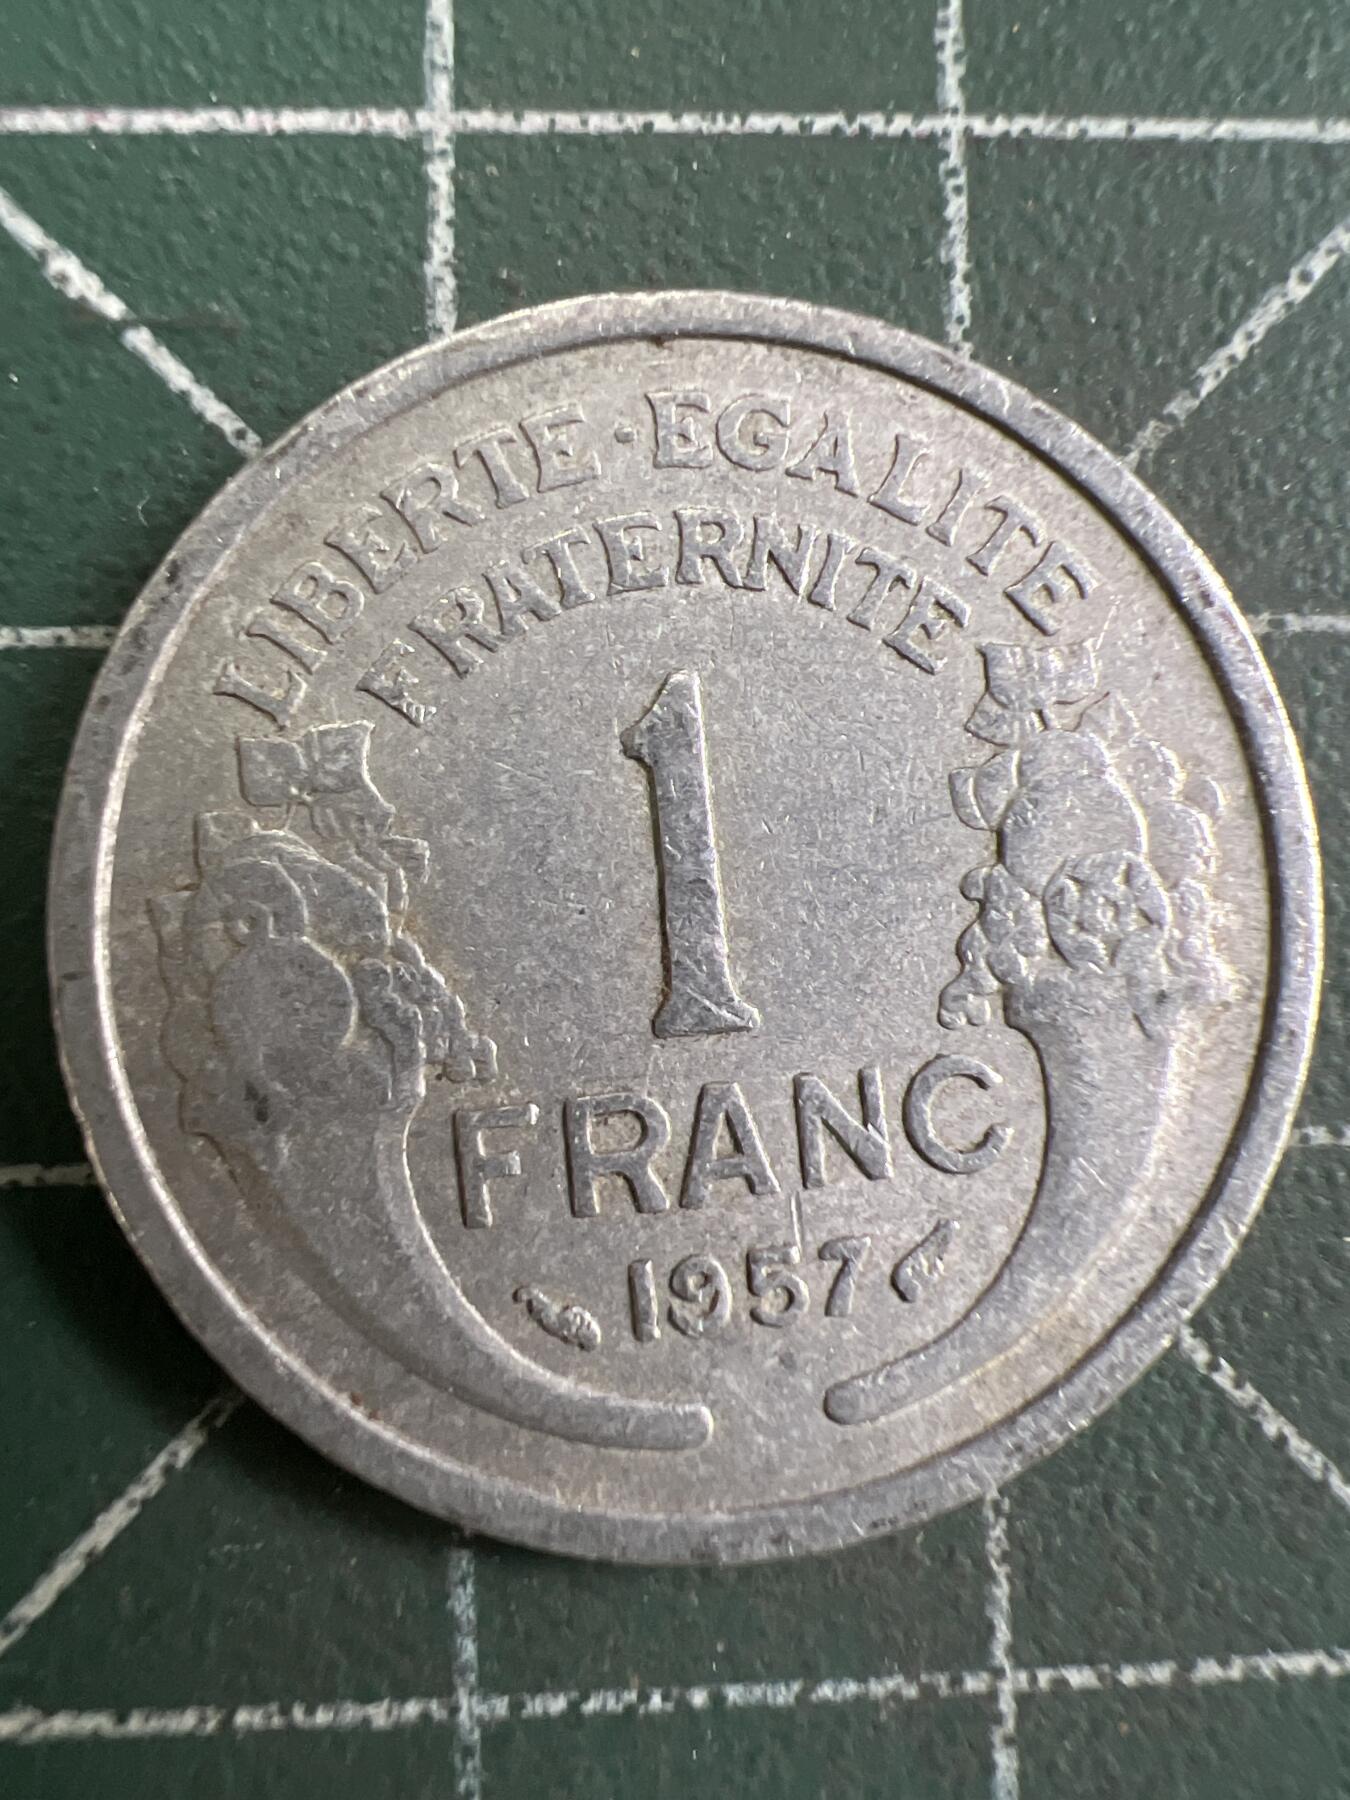 LIBERTE·EGALITE
FRATERNITE
1
FRANC
1957